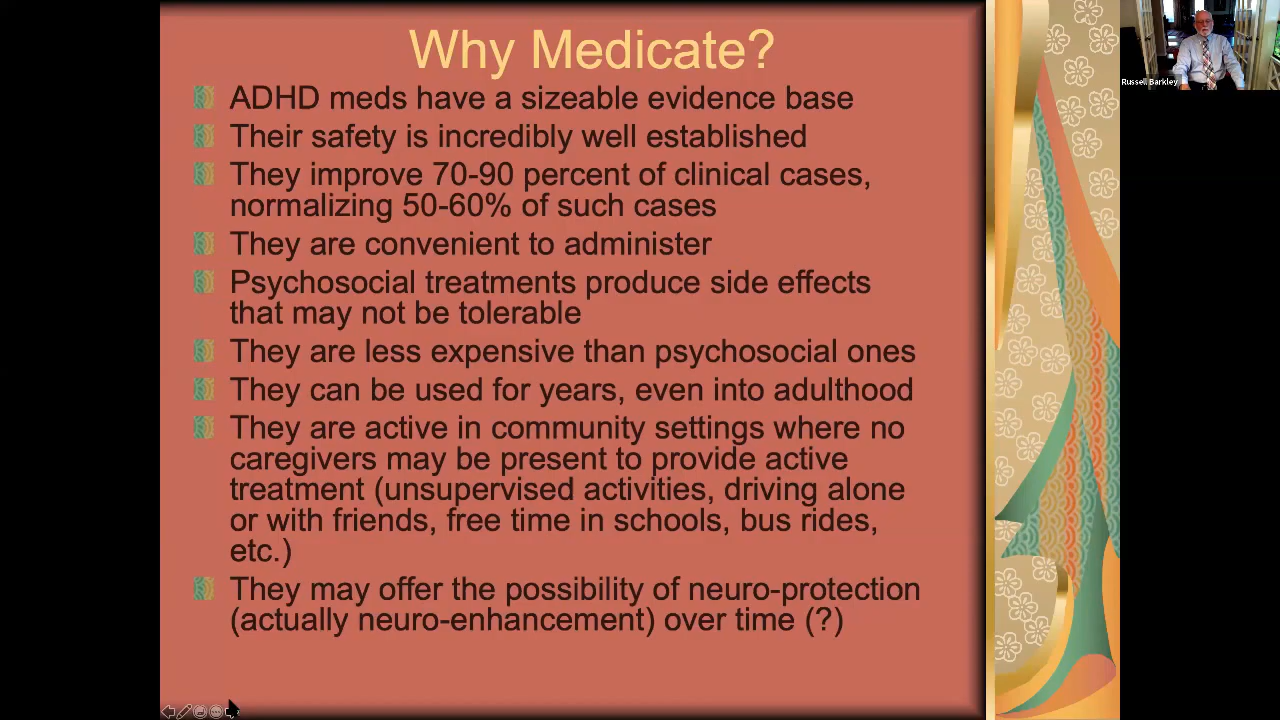 Why Medicate?
ADHD meds have a sizeable evidence base
Their safety is incredibly well established
They improve 70-90 percent of clinical cases,
normalizing 50-60% of such cases
They are convenient to administer
Psychosocial treatments produce side effects
that may not be tolerable
They are less expensive than psychosocial ones
They can be used for years, even into adulthood
They are active in community settings where no
caregivers may be present to provide active
treatment (unsupervised activities, driving alone
or with friends, free time in schools, bus rides,
etc.)
They may offer the possibility of neuro-protection
(actually neuro-enhancement) over time (?)
Russell Barkley